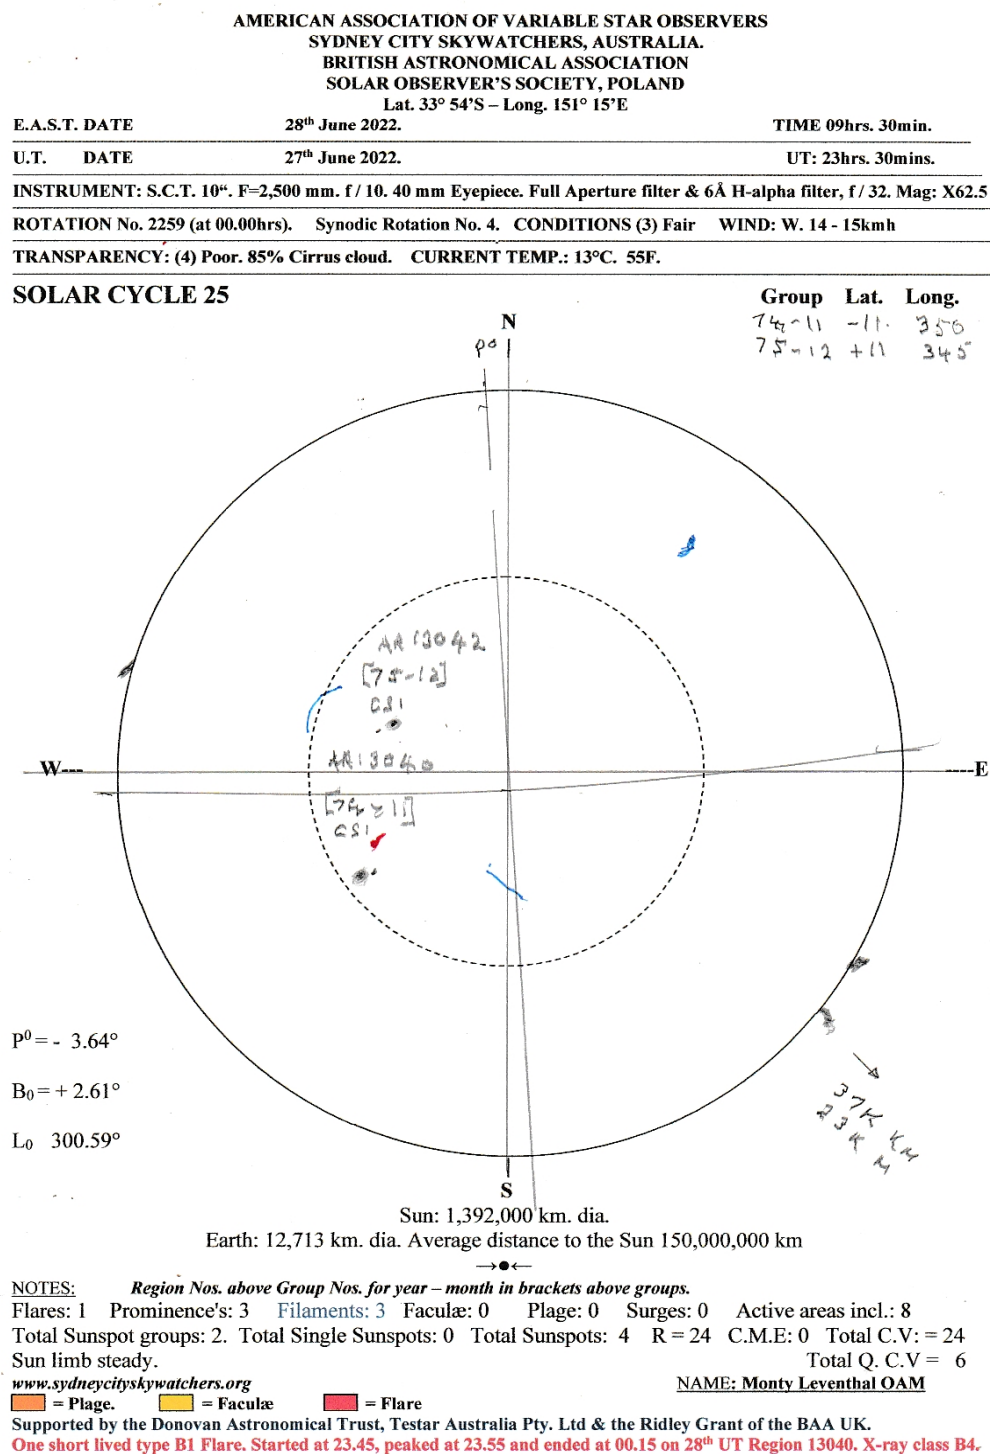 AMERICAN ASSOCIATION OF VARIABLE STAR OBSERVERS
SYDNEY CITY SKYWATCHERS, AUSTRALIA.
BRITISH ASTRONOMICAL ASSOCIATION
SOLAR OBSERVER'S SOCIETY, POLAND
Lat. 33° 54'S – Long. 151° 15'E
E.A.S.T. DATE 28th June 2022. TIME 09hrs. 30min.
U.T. DATE 27th June 2022. UT: 23hrs. 30mins.
INSTRUMENT: S.C.T. 10“. F=2,500 mm. f / 10. 40 mm Eyepiece. Full Aperture filter & 6Å H-alpha filter, f / 32. Mag: X62.5
ROTATION No. 2259 (at 00.00hrs). Synodic Rotation No. 4. CONDITIONS (3) Fair WIND: W. 14 - 15kmh
TRANSPARENCY: (4) Poor. 85% Cirrus cloud. CURRENT TEMP.: 13°C. 55F.
SOLAR CYCLE 25
Group Lat. Long.
74-11 -11. 350
75-12 +11 345
N
P°
AR13042
[75-12]
CSI
W---
AR13040
----E
[74-11]
CSI
P⁰ = - 3.64°
B₀ = + 2.61°
L₀ 300.59°
37K KM
23K M
S
Sun: 1,392,000 km. dia.
Earth: 12,713 km. dia. Average distance to the Sun 150,000,000 km
→●←
NOTES: Region Nos. above Group Nos. for year – month in brackets above groups.
Flares: 1 Prominence's: 3 Filaments: 3 Faculæ: 0 Plage: 0 Surges: 0 Active areas incl.: 8
Total Sunspot groups: 2. Total Single Sunspots: 0 Total Sunspots: 4 R = 24 C.M.E: 0 Total C.V: = 24
Sun limb steady. Total Q. C.V = 6
www.sydneycityskywatchers.org NAME: Monty Leventhal OAM
= Plage. = Faculæ = Flare
Supported by the Donovan Astronomical Trust, Testar Australia Pty. Ltd & the Ridley Grant of the BAA UK.
One short lived type B1 Flare. Started at 23.45, peaked at 23.55 and ended at 00.15 on 28th UT Region 13040. X-ray class B4.